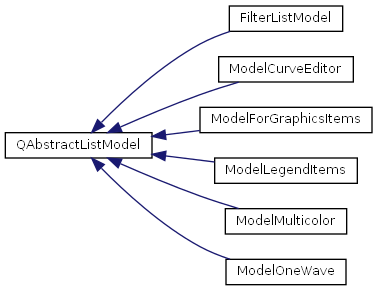 FilterListModel
ModelCurveEditor
ModelForGraphicsItems
QAbstractListModel
ModelLegendItems
ModelMulticolor
ModelOneWave